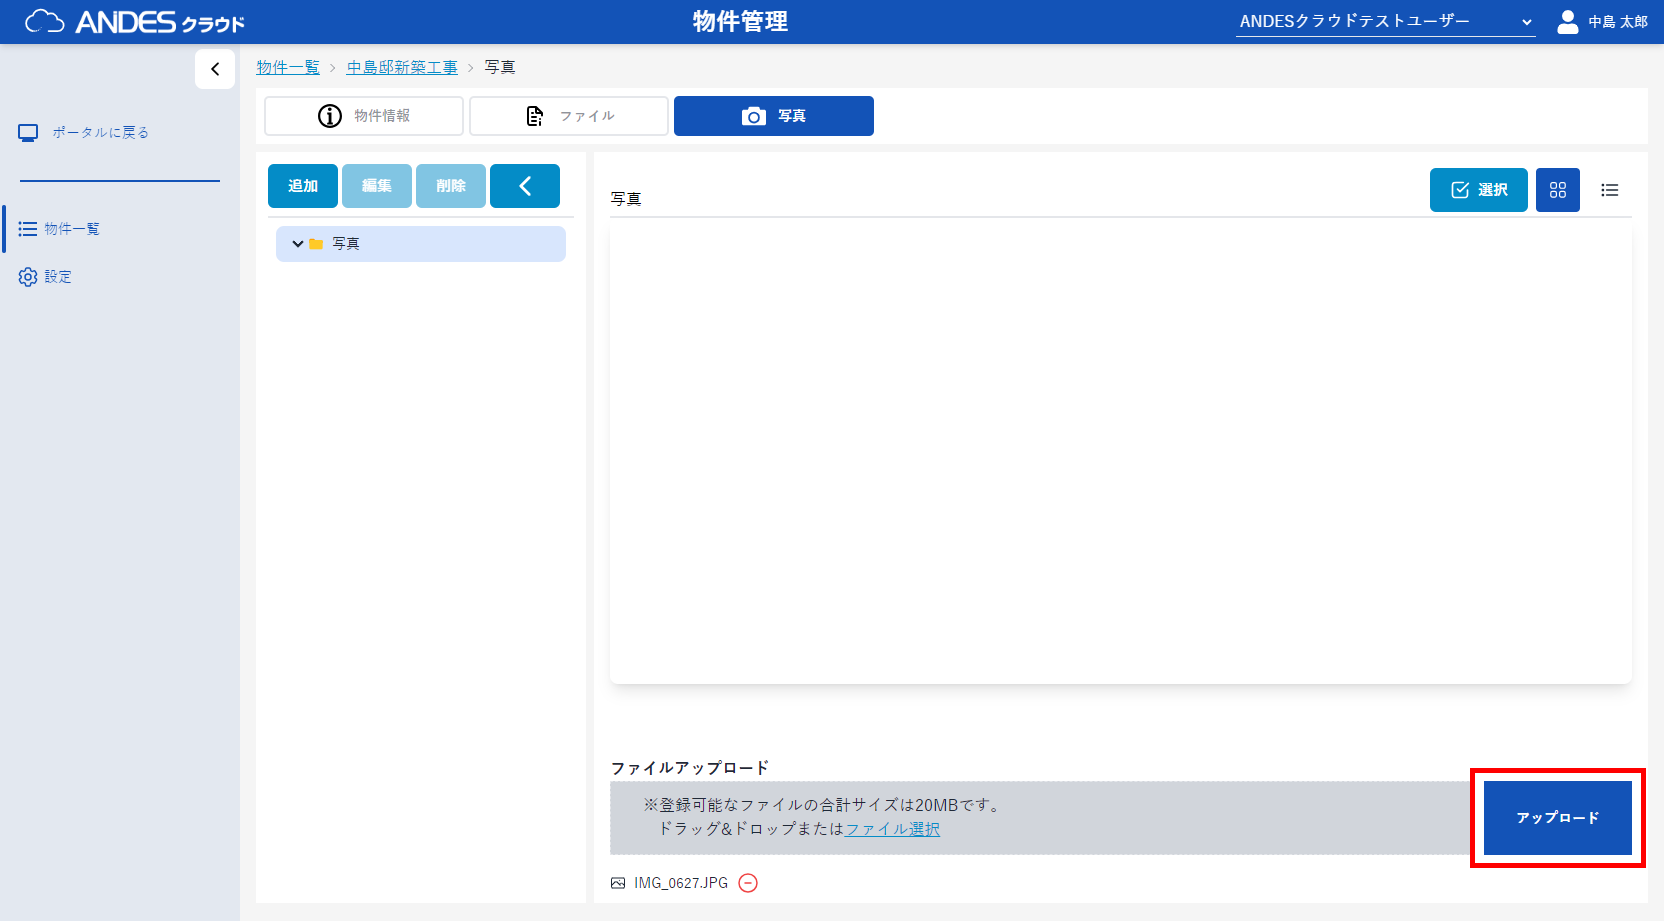 ANDES クラウド
物件管理
ANDESクラウドテストユーザー
中島 太郎
ポータルに戻る
物件一覧
設定
物件一覧 > 中島邸新築工事 > 写真
物件情報
ファイル
写真
追加
編集
削除
写真
写真
選択
ファイルアップロード
※登録可能なファイルの合計サイズは20MBです。
ドラッグ&ドロップまたはファイル選択
アップロード
IMG_0627.JPG